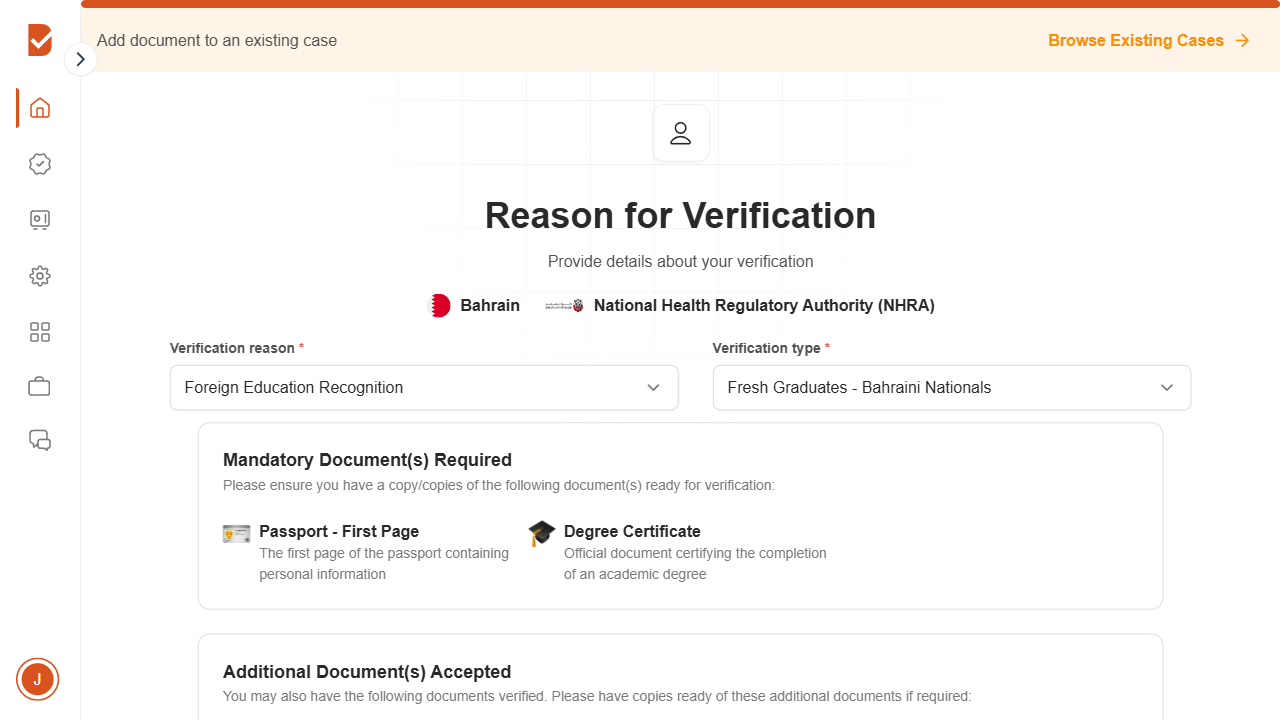 Add document to an existing case
Browse Existing Cases
Reason for Verification
Provide details about your verification
Bahrain
National Health Regulatory Authority (NHRA)
Verification reason *
Verification type *
Foreign Education Recognition
Fresh Graduates - Bahraini Nationals
Mandatory Document(s) Required
Please ensure you have a copy/copies of the following document(s) ready for verification:
Passport - First Page
The first page of the passport containing
personal information
Degree Certificate
Official document certifying the completion
of an academic degree
Additional Document(s) Accepted
You may also have the following documents verified. Please have copies ready of these additional documents if required:
J